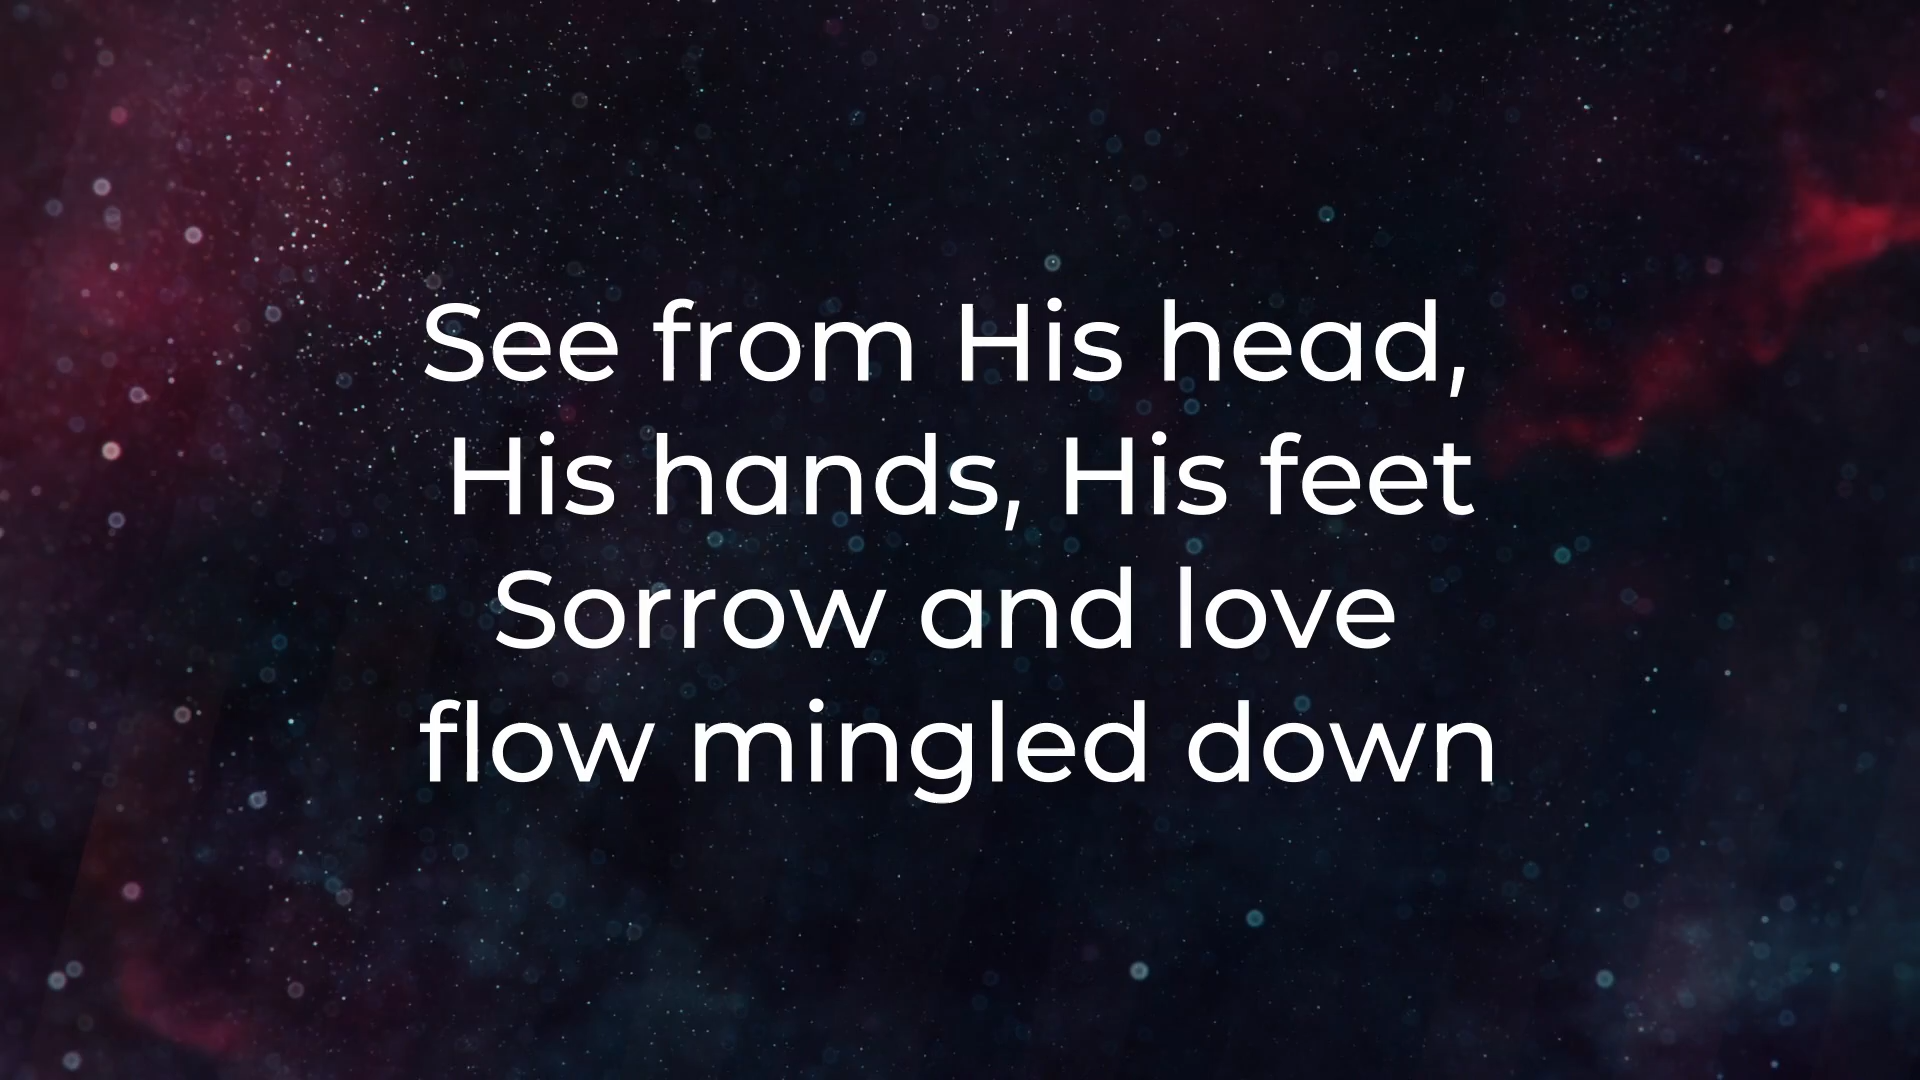 See from His head,
His hands, His feet
Sorrow and love
flow mingled down